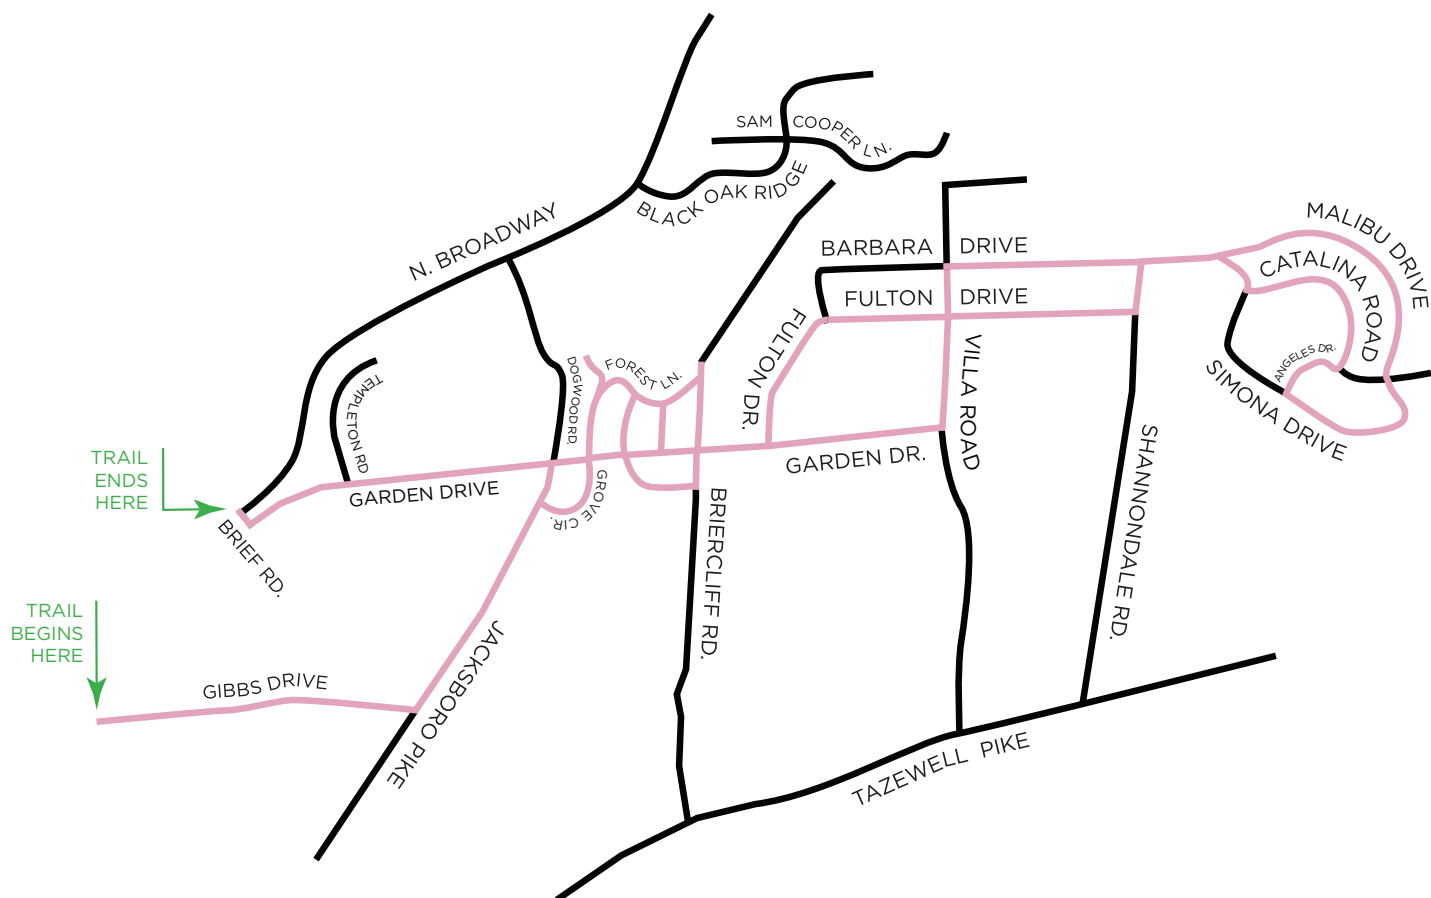 SAM COOPER LN.
BLACK OAK RIDGE
N. BROADWAY
MALIBU DRIVE
BARBARA DRIVE
CATALINA ROAD
FULTON DRIVE
FULTON DR.
VILLA ROAD
ANGELES DR.
SIMONA DRIVE
DOGWOOD RD.
FOREST LN.
TEMPLETON RD
TRAIL
ENDS
HERE
GARDEN DRIVE
GARDEN DR.
GROVE CIR.
BRIEF RD.
BRIERCLIFF RD.
SHANNONDALE RD.
TRAIL
BEGINS
HERE
GIBBS DRIVE
JACKSBORO PIKE
TAZEWELL PIKE